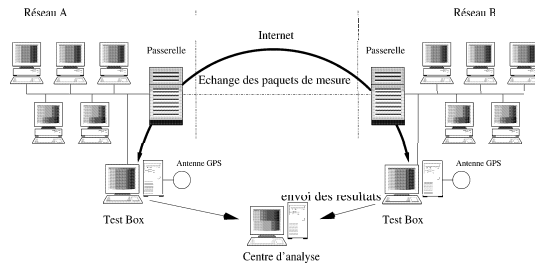 Réseau A
Réseau B
Internet
Passerelle
Passerelle
Echange des paquets de mesure
Antenne GPS
Antenne GPS
envoi des résultats
Test Box
Test Box
Centre d'analyse